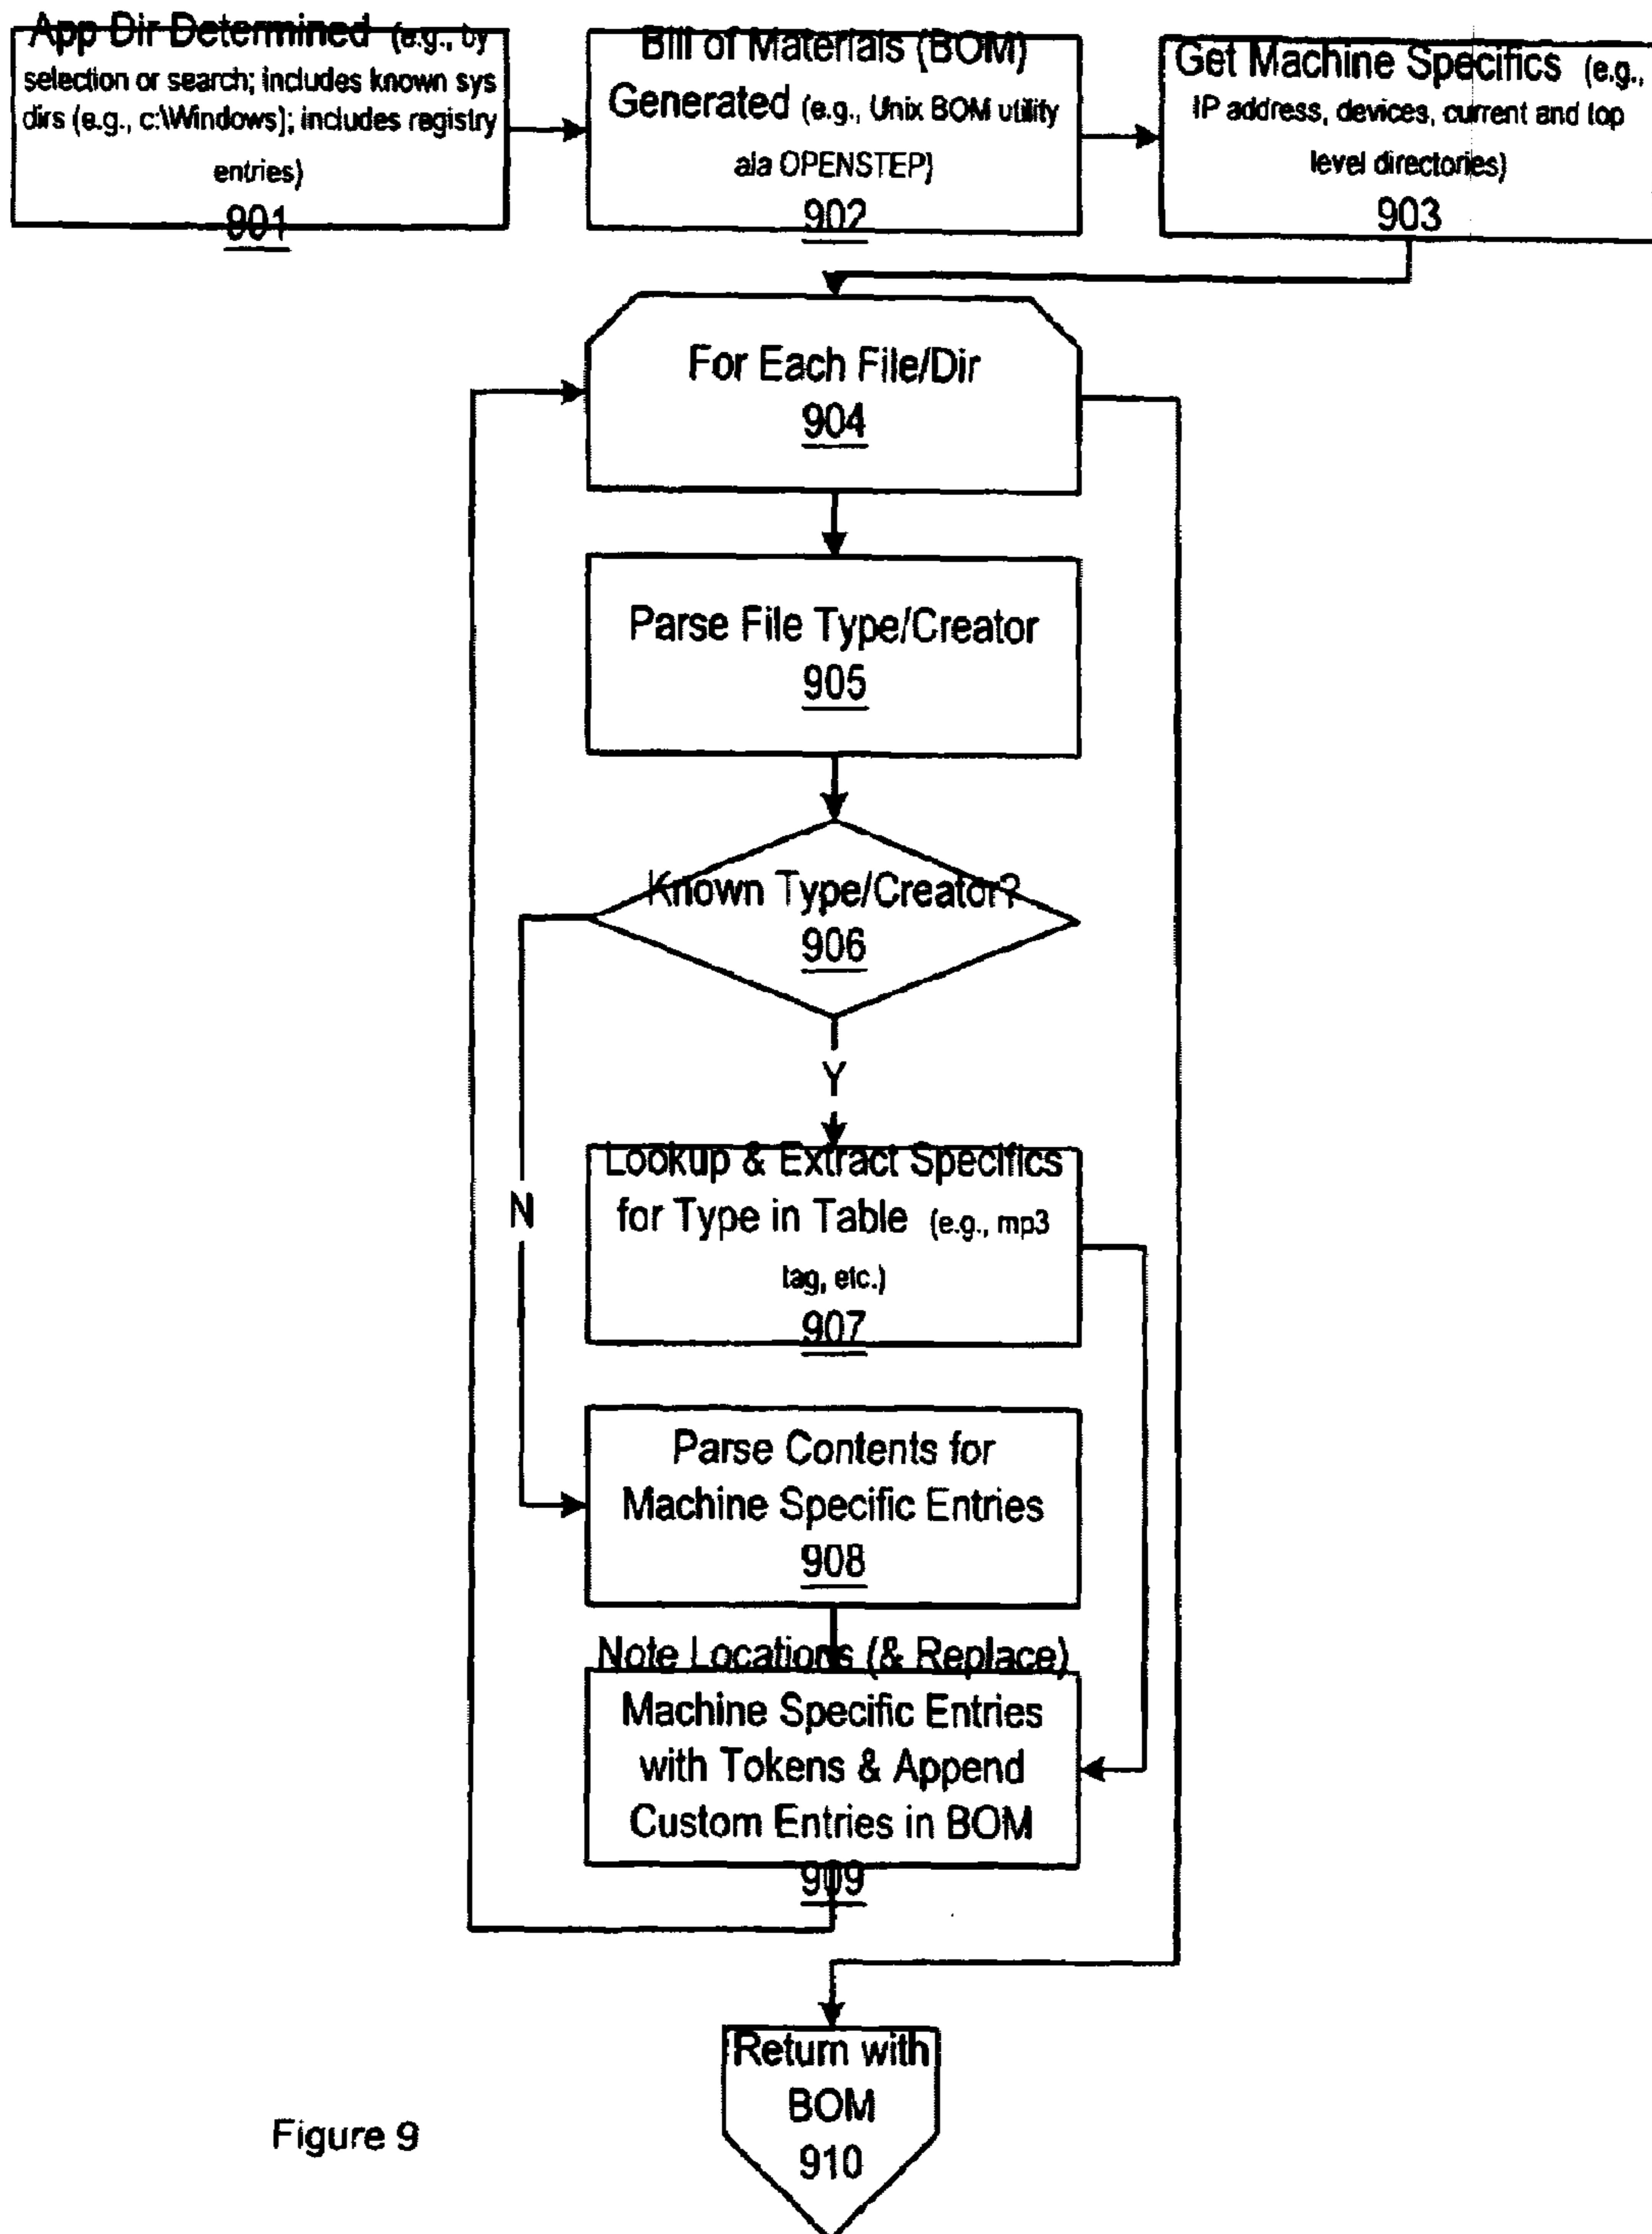 App Dir Determined (e.g., by
selection or search; includes known sys
dirs (e.g., c:\Windows); includes registry
entries)
901
Bill of Materials (BOM)
Generated (e.g., Unix BOM utility
ala OPENSTEP)
902
Get Machine Specifics (e.g.,
IP address, devices, current and top
level directories)
903
For Each File/Dir
904
Parse File Type/Creator
905
Known Type/Creator?
906
Y
N
Lookup & Extract Specifics
for Type in Table (e.g., mp3
tag, etc.)
907
Parse Contents for
Machine Specific Entries
908
Note Locations (& Replace)
Machine Specific Entries
with Tokens & Append
Custom Entries in BOM
909
Return with
BOM
910
Figure 9